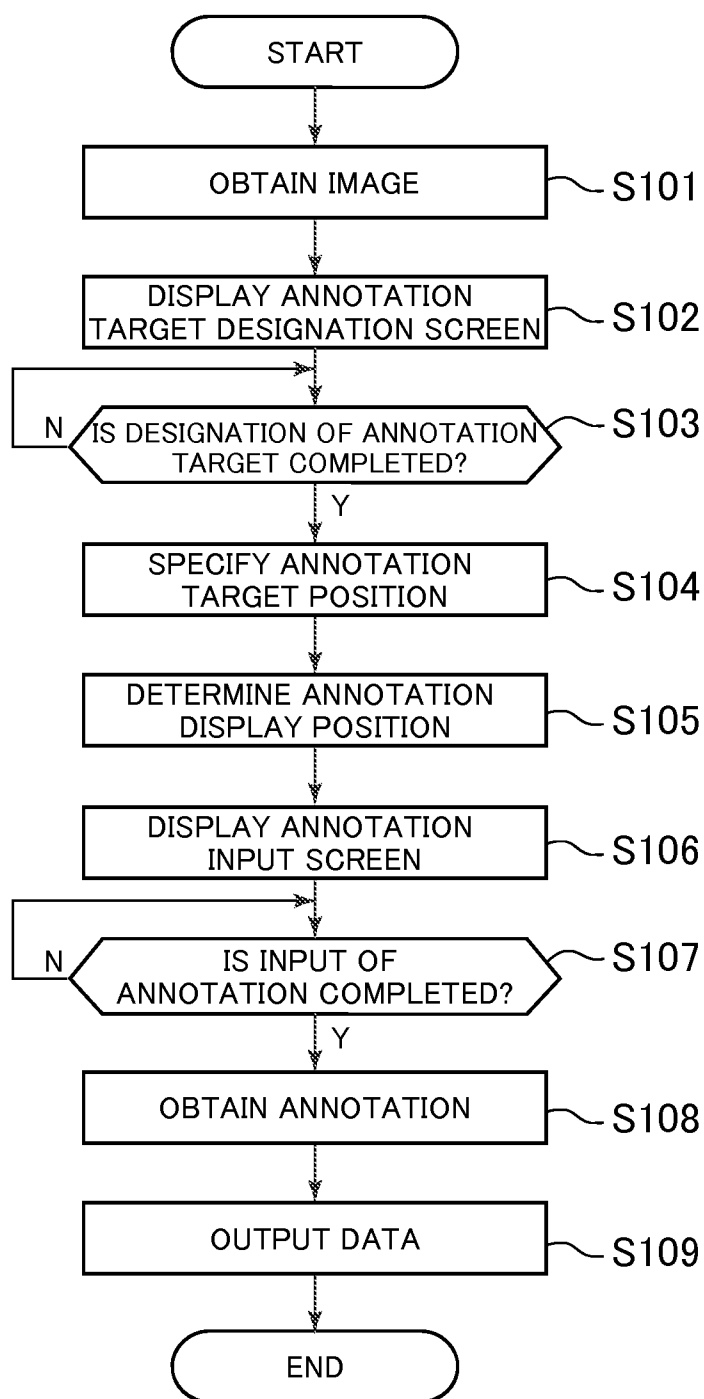 START
OBTAIN IMAGE
S101
DISPLAY ANNOTATION
TARGET DESIGNATION SCREEN
S102
N
IS DESIGNATION OF ANNOTATION
TARGET COMPLETED?
S103
Y
SPECIFY ANNOTATION
TARGET POSITION
S104
DETERMINE ANNOTATION
DISPLAY POSITION
S105
DISPLAY ANNOTATION
INPUT SCREEN
S106
N
IS INPUT OF
ANNOTATION COMPLETED?
S107
Y
OBTAIN ANNOTATION
S108
OUTPUT DATA
S109
END